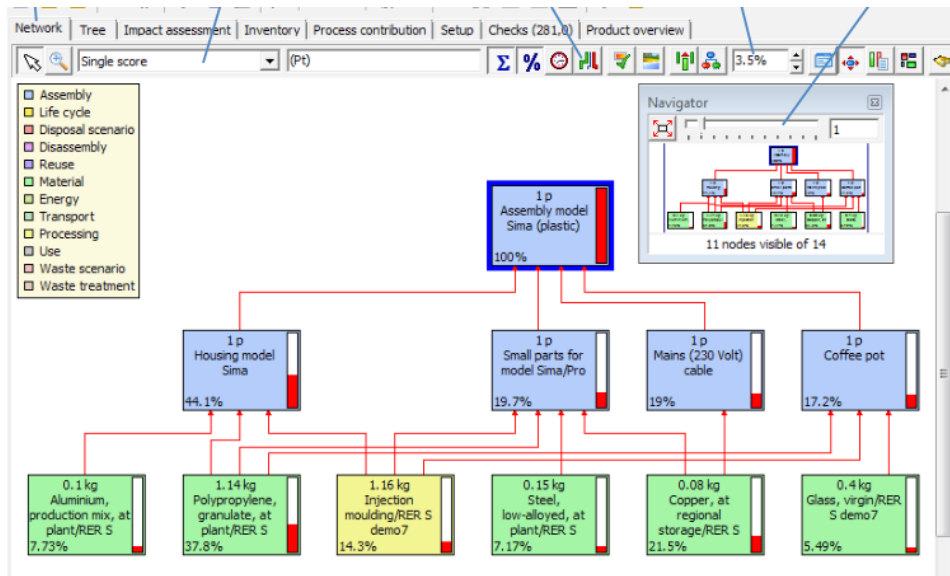 Network Tree Impact assessment Inventory Process contribution Setup Checks (281,0) Product overview
Single score (Pt) Σ % 3.5%
Assembly
Life cycle
Disposal scenario
Disassembly
Reuse
Material
Energy
Transport
Processing
Use
Waste scenario
Waste treatment
Navigator
1
11 nodes visible of 14
1 p
Assembly model
Sima (plastic)
100%
1 p
Housing model
Sima
44.1%
1 p
Small parts for
model Sima/Pro
19.7%
1 p
Mains (230 Volt)
cable
19%
1 p
Coffee pot
17.2%
0.1 kg
Aluminium,
production mix, at
plant/RER S
7.73%
1.14 kg
Polypropylene,
granulate, at
plant/RER S
37.8%
1.16 kg
Injection
moulding/RER S
demo7
14.3%
0.15 kg
Steel,
low-alloyed, at
plant/RER S
7.17%
0.08 kg
Copper, at
regional
storage/RER S
21.5%
0.4 kg
Glass, virgin/RER
S demo7
5.49%